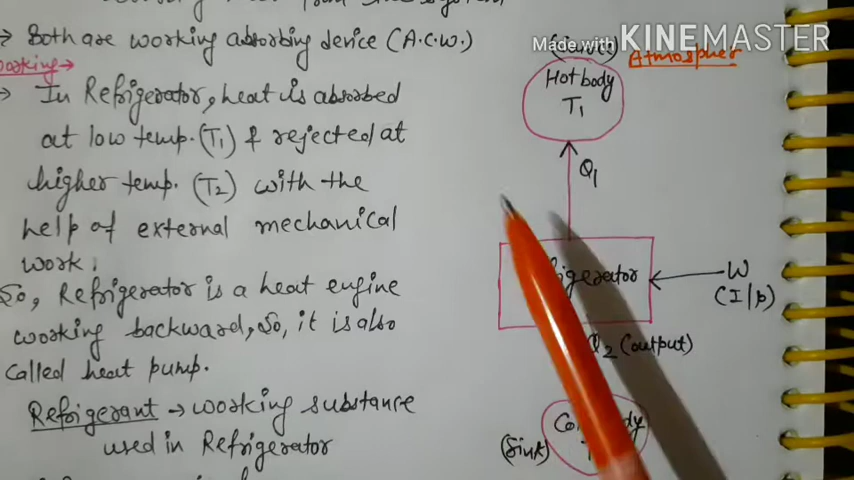 → Both are working absorbing device (A.C.W.)
working→
→ In Refrigerator, heat is absorbed
at low temp. (T1) & rejected at
higher temp. (T2) with the
help of external mechanical
work.
So, Refrigerator is a heat engine
working backward, So, it is also
called heat pump.
Refrigerant → working substance
used in Refrigerator
Made with KINEMASTER
Atmospher
Hot body
T1
Q1
W
(I/p)
Q2 (output)
(Sink)